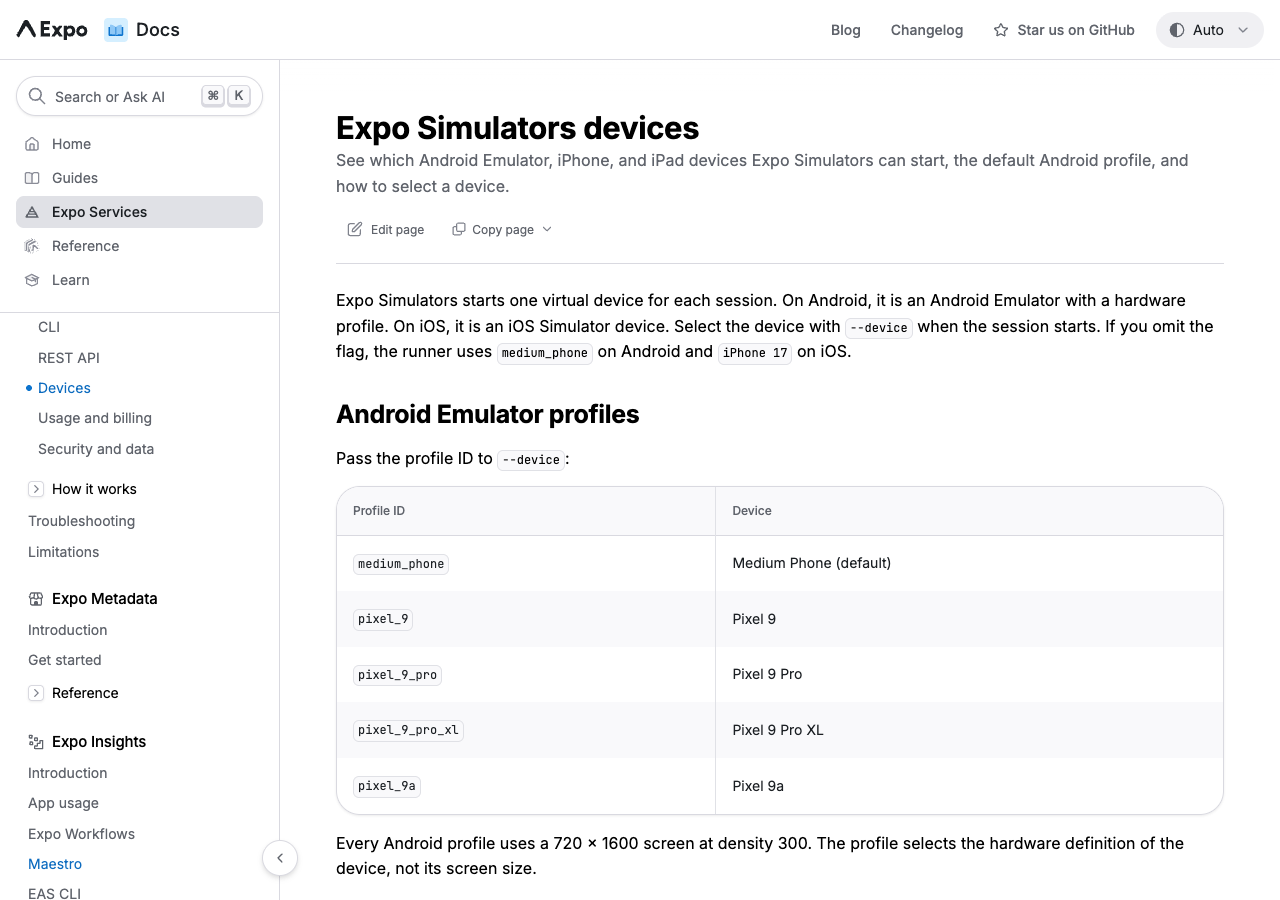 Expo Docs
Blog
Changelog
Star us on GitHub
Auto
Search or Ask AI ⌘ K
Home
Guides
Expo Services
Reference
Learn
CLI
REST API
Devices
Usage and billing
Security and data
How it works
Troubleshooting
Limitations
Expo Metadata
Introduction
Get started
Reference
Expo Insights
Introduction
App usage
Expo Workflows
Maestro
EAS CLI
Expo Simulators devices
See which Android Emulator, iPhone, and iPad devices Expo Simulators can start, the default Android profile, and
how to select a device.
Edit page
Copy page
Expo Simulators starts one virtual device for each session. On Android, it is an Android Emulator with a hardware
profile. On iOS, it is an iOS Simulator device. Select the device with --device when the session starts. If you omit the
flag, the runner uses medium_phone on Android and iPhone 17 on iOS.
Android Emulator profiles
Pass the profile ID to --device:
Profile ID Device
medium_phone Medium Phone (default)
pixel_9 Pixel 9
pixel_9_pro Pixel 9 Pro
pixel_9_pro_xl Pixel 9 Pro XL
pixel_9a Pixel 9a
Every Android profile uses a 720 × 1600 screen at density 300. The profile selects the hardware definition of the
device, not its screen size.